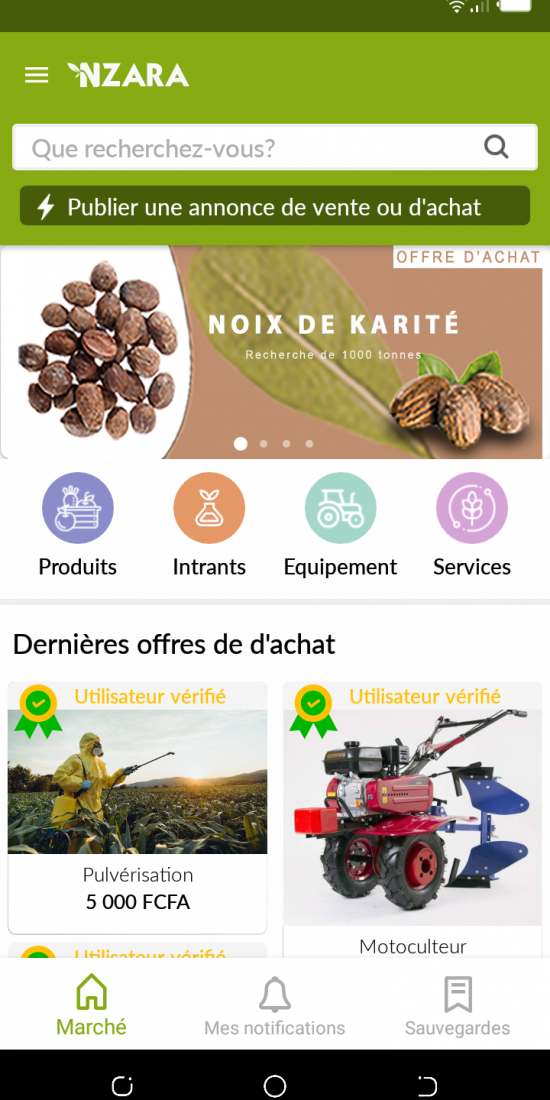 NZARA
Que recherchez-vous?
Publier une annonce de vente ou d'achat
OFFRE D'ACHAT
NOIX DE KARITÉ
Recherche de 1000 tonnes
Produits
Intrants
Equipement
Services
Dernières offres de d'achat
Utilisateur vérifié
Utilisateur vérifié
Pulvérisation
5 000 FCFA
Motoculteur
Utilisateur vérifié
Marché
Mes notifications
Sauvegardes